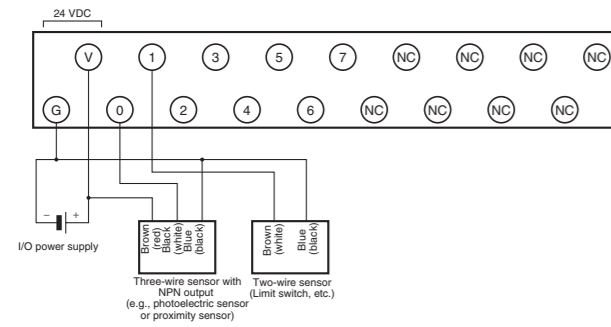 24 VDC
V 1 3 5 7 NC NC NC NC
G 0 2 4 6 NC NC NC NC
− +
I/O power supply
Brown
(red)
Black
(white)
Blue
(black)
Brown
(white)
Blue
(black)
Three-wire sensor with
NPN output
(e.g., photoelectric sensor
or proximity sensor)
Two-wire sensor
(Limit switch, etc.)